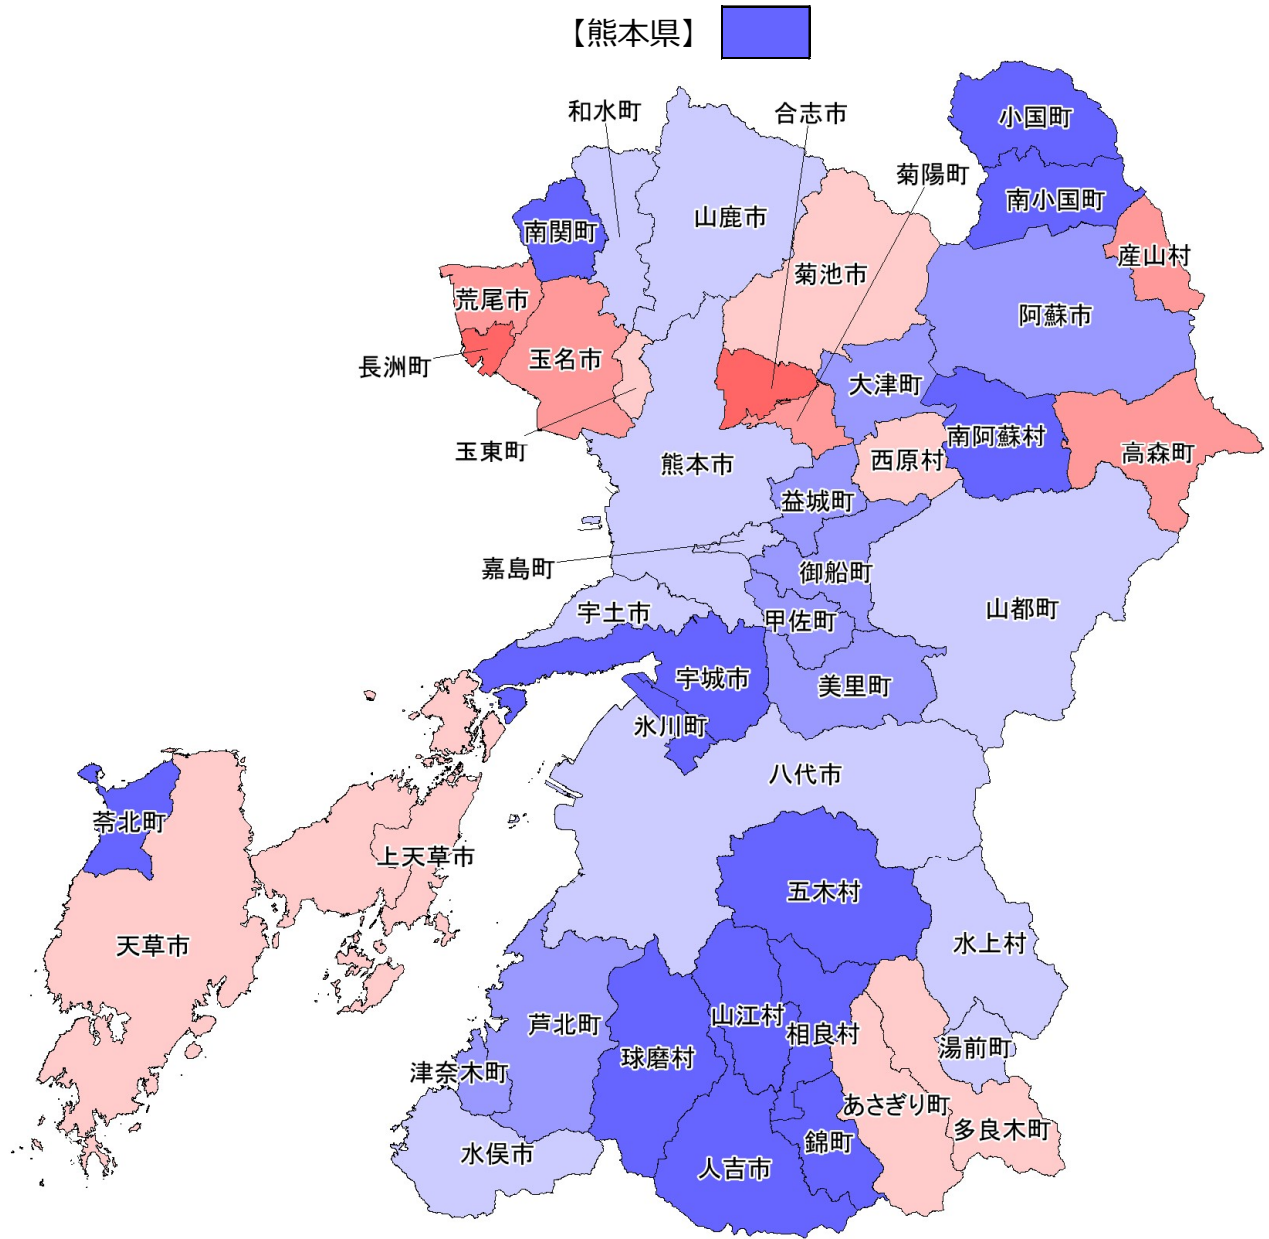 【熊本県】
和水町
合志市
小国町
菊陽町
南小国町
山鹿市
南関町
産山村
菊池市
荒尾市
阿蘇市
長洲町
玉名市
大津町
玉東町
熊本市
西原村
南阿蘇村
高森町
益城町
嘉島町
御船町
山都町
宇土市
甲佐町
宇城市
美里町
氷川町
八代市
苓北町
上天草市
五木村
天草市
水上村
山江村
芦北町
相良村
球磨村
湯前町
津奈木町
あさぎり町
多良木町
錦町
水俣市
人吉市